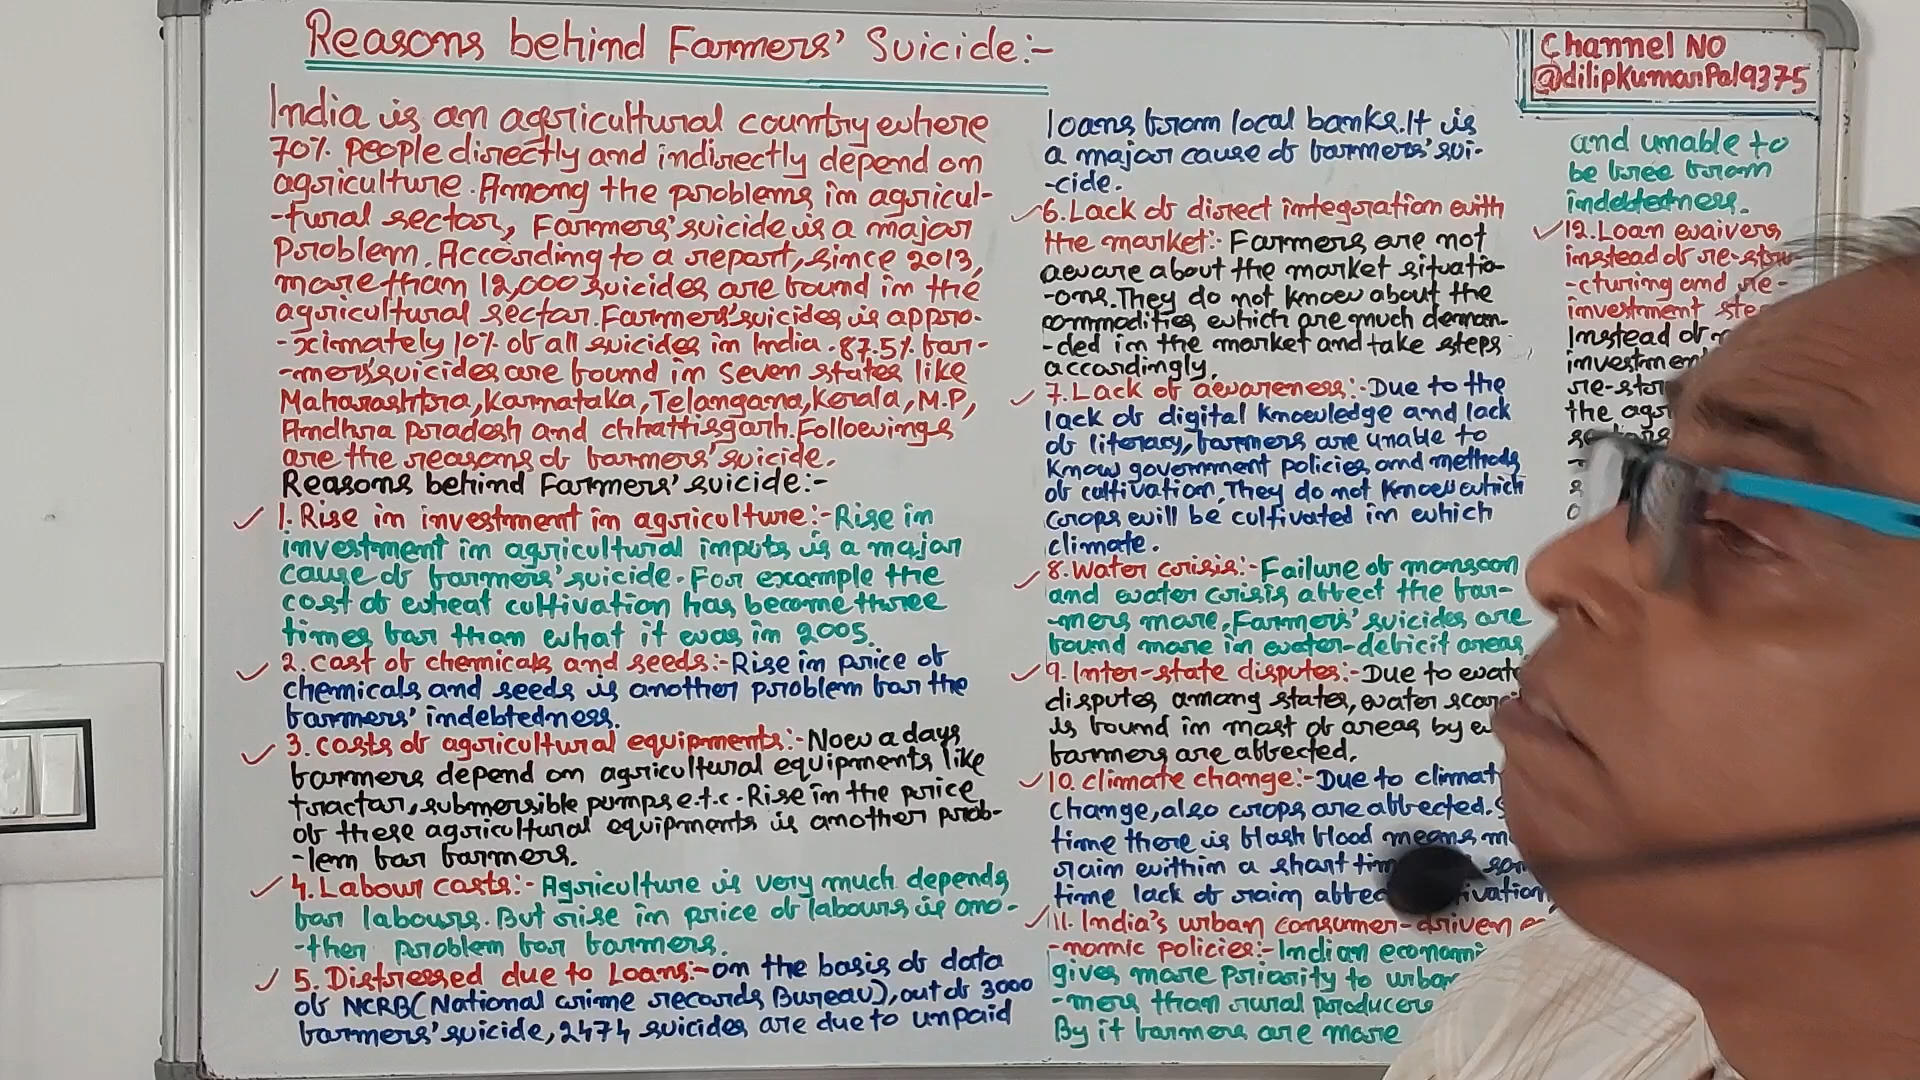 Reasons behind Farmers' Suicide:-
Channel NO
@dilipkumarpal9375
India is an agricultural country where
70% people directly and indirectly depend on
agriculture. Among the problems in agricul-
-tural sector, Farmers' suicide is a major
Problem. According to a report, since 2013,
more than 12,000 suicides are found in the
agricultural sector. Farmers' suicides is appro-
-ximately 10% of all suicides in India. 87.5% far-
-mers' suicides are found in seven states like
Maharashtra, Karnataka, Telangana, Kerala, M.P,
Andhra Pradesh and chhattisgarh. Followings
are the reasons of farmers' suicide.
Reasons behind Farmers' suicide:-
1. Rise in investment in agriculture:- Rise in
investment in agricultural inputs is a major
cause of farmers' suicide. For example the
cost of wheat cultivation has become three
times far than what it was in 2005.
2. Cost of chemicals and seeds:- Rise in price of
chemicals and seeds is another problem for the
farmers' indebtedness.
3. costs of agricultural equipments:- Now a days
farmers depend on agricultural equipments like
tractor, submersible pumps e.t.c. Rise in the price
of these agricultural equipments is another prob-
-lem for farmers.
4. Labour costs:- Agriculture is very much depends
for labours. But rise in price of labours is ano-
-ther problem for farmers.
5. Distressed due to Loans:- on the basis of data
of NCRB(National crime records Bureau), out of 3000
farmers' suicide, 2474 suicides are due to unpaid
loans from local banks. It is
a major cause of farmers' sui-
-cide.
6. Lack of direct integration with
the market:- Farmers are not
aware about the market situatio-
-ons. They do not know about the
commodities which are much deman-
-ded in the market and take steps
accordingly.
7. Lack of awareness:- Due to the
lack of digital knowledge and lack
of literacy, farmers are unable to
know government policies and methods
of cultivation. They do not know which
crops will be cultivated in which
climate.
8. Water crisis:- Failure of monsoon
and water crisis affect the far-
-mers more. Farmers' suicides are
found more in water-deficit areas
9. Inter-state disputes:- Due to wate
disputes among states, water scar
is found in most of areas by w
farmers are affected.
10. climate change:- Due to climat
change, also crops are affected. S
time there is flash flood means m
rain within a short tim som
time lack of rain affec ivation
11. India's urban consumer-driven e
-nomic policies:- Indian economi
gives more priority to urban
-mers than rural producers
By it farmers are more
and unable to
be free from
indebtedness.
12. Loan waivers
instead of re-stru
-cturing and re-
investment ste
Instead of
investment
re-stru
the agr